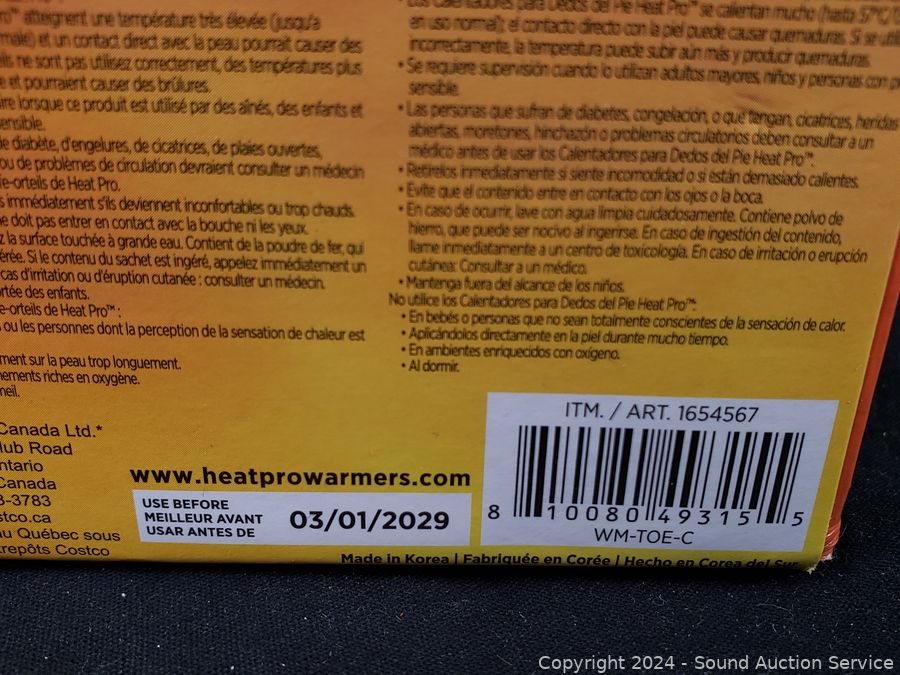 ro™ atteignent une température très élevée (jusqu'a
rmale) et un contact direct avec la peau pourrait causer des
its ne sont pas utilisez correctement, des températures plus
e et pourraient causer des brûlures.
ire lorsque ce produit est utilisé par des aînés, des enfants et
ensible.
de diabète, d'engelures, de cicatrices, de plaies ouvertes,
ou de problèmes de circulation devraient consulter un médecin
e-orteils de Heat Pro.
s immédiatement s'ils deviennent inconfortables ou trop chauds.
ne doit pas entrer en contact avec la bouche ni les yeux.
z la surface touchée à grande eau. Contient de la poudre de fer, qui
érée. Si le contenu du sachet est ingéré, appelez immédiatement un
cas d'irritation ou d'éruption cutanée : consulter un médecin.
ortée des enfants.
e-orteils de Heat Pro™ :
s ou les personnes dont la perception de la sensation de chaleur est
ment sur la peau trop longuement.
nements riches en oxygène.
meil.
Canada Ltd.*
Hub Road
ntario
Canada
8-3783
stco.ca
au Québec sous
trepôts Costco
• Los Calentadores para Dedos del Pie Heat Pro™ se calientan mucho (hasta 57°C
en uso normal); el contacto directo con la piel puede causar quemaduras. Si se utili
incorrectamente, la temperatura puede subir aún más y producir quemaduras.
• Se requiere supervisión cuando lo utilizan adultos mayores, niños y personas con pi
sensible.
• Las personas que sufran de diabetes, congelación, o que tengan, cicatrices, heridas
abiertas, moretones, hinchazón o problemas circulatorios deben consultar a un
médico antes de usar los Calentadores para Dedos del Pie Heat Pro™.
• Retírelos inmediatamente si siente incomodidad o si están demasiado calientes.
• Evite que el contenido entre en contacto con los ojos o la boca.
• En caso de ocurrir, lave con agua limpia cuidadosamente. Contiene polvo de
hierro, que puede ser nocivo al ingerirse. En caso de ingestión del contenido,
llame inmediatamente a un centro de toxicología. En caso de irritación o erupción
cutánea: Consultar a un médico.
• Mantenga fuera del alcance de los niños.
No utilice los Calentadores para Dedos del Pie Heat Pro™:
• En bebés o personas que no sean totalmente conscientes de la sensación de calor.
• Aplicándolos directamente en la piel durante mucho tiempo.
• En ambientes enriquecidos con oxígeno.
• Al dormir.
www.heatprowarmers.com
USE BEFORE
MEILLEUR AVANT
USAR ANTES DE
03/01/2029
ITM. / ART. 1654567
8 10080 49315 5
WM-TOE-C
Made in Korea | Fabriquée en Corée | Hecho en Corea del Sur
Copyright 2024 - Sound Auction Service